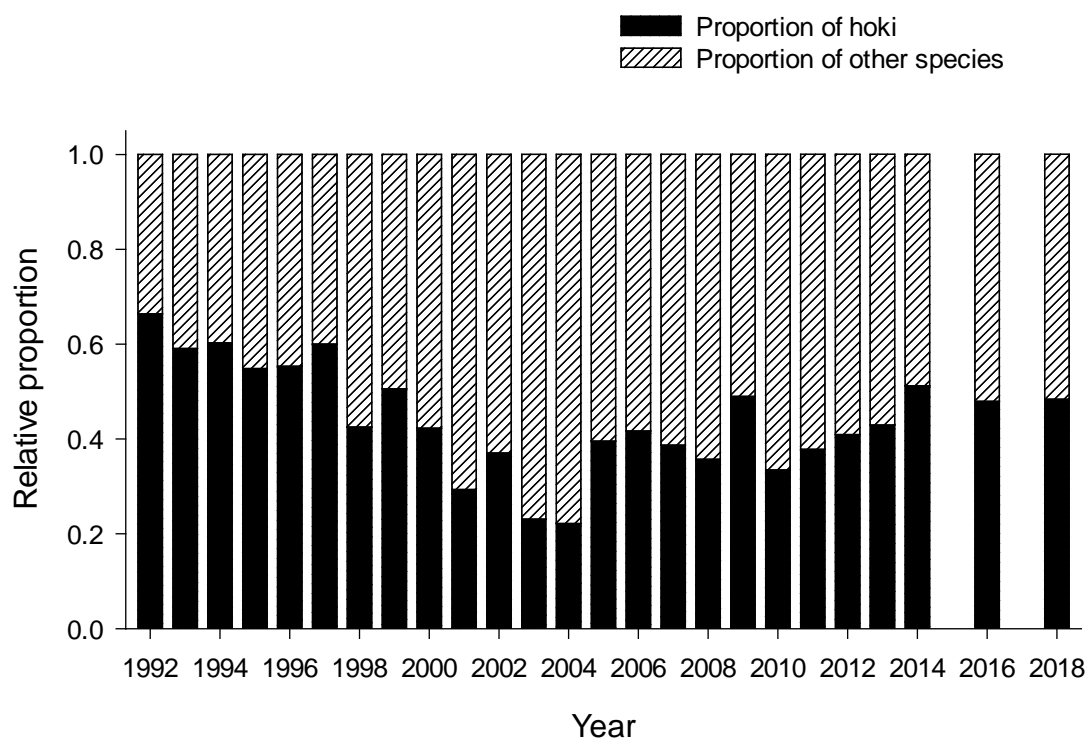 Proportion of hoki
Proportion of other species
1.0
0.8
0.6
0.4
0.2
0.0
Relative proportion
1992 1994 1996 1998 2000 2002 2004 2006 2008 2010 2012 2014 2016 2018
Year